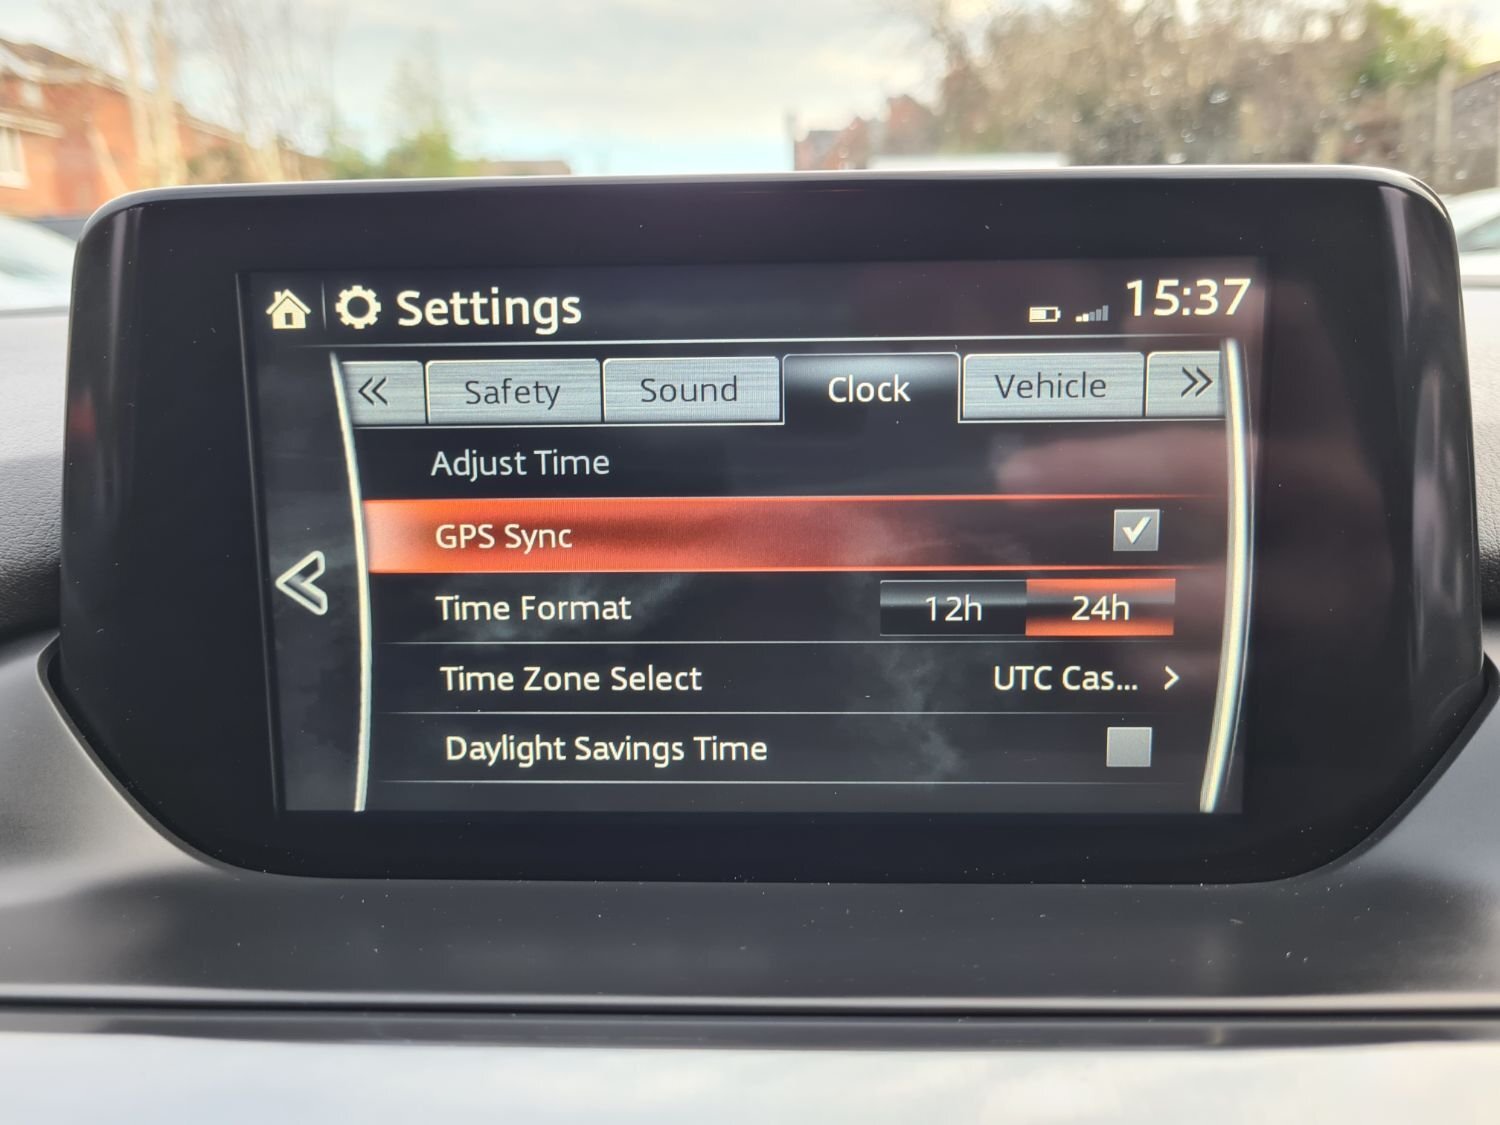 Settings 15:37
« Safety Sound Clock Vehicle »
Adjust Time
GPS Sync
Time Format 12h 24h
Time Zone Select UTC Cas... >
Daylight Savings Time